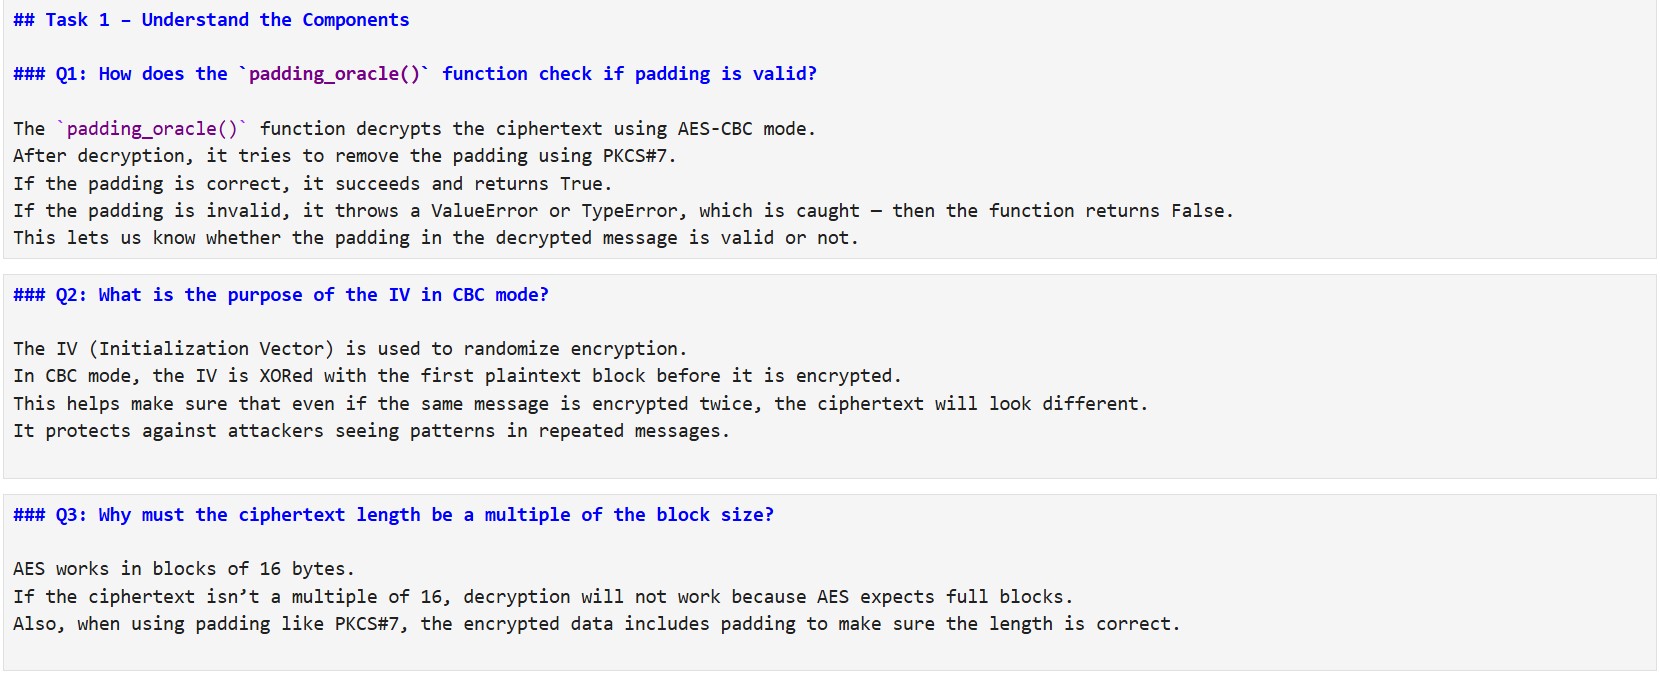 ## Task 1 – Understand the Components
### Q1: How does the `padding_oracle()` function check if padding is valid?
The `padding_oracle()` function decrypts the ciphertext using AES-CBC mode.
After decryption, it tries to remove the padding using PKCS#7.
If the padding is correct, it succeeds and returns True.
If the padding is invalid, it throws a ValueError or TypeError, which is caught — then the function returns False.
This lets us know whether the padding in the decrypted message is valid or not.
### Q2: What is the purpose of the IV in CBC mode?
The IV (Initialization Vector) is used to randomize encryption.
In CBC mode, the IV is XORed with the first plaintext block before it is encrypted.
This helps make sure that even if the same message is encrypted twice, the ciphertext will look different.
It protects against attackers seeing patterns in repeated messages.
### Q3: Why must the ciphertext length be a multiple of the block size?
AES works in blocks of 16 bytes.
If the ciphertext isn’t a multiple of 16, decryption will not work because AES expects full blocks.
Also, when using padding like PKCS#7, the encrypted data includes padding to make sure the length is correct.